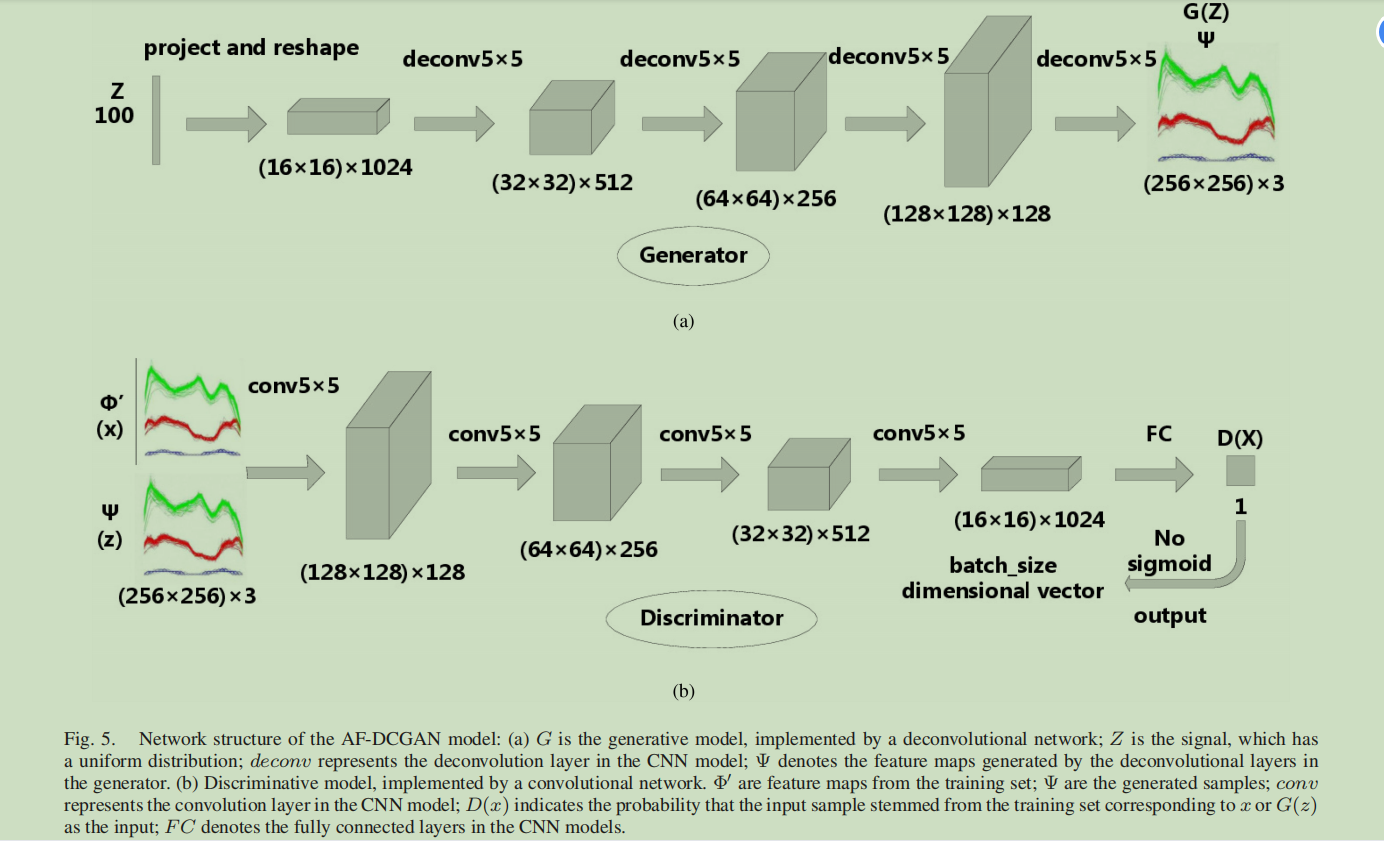 G(Z)
Ψ
project and reshape
deconv5×5
deconv5×5
deconv5×5
deconv5×5
Z
100
(16×16)×1024
(32×32)×512
(64×64)×256
(128×128)×128
(256×256)×3
Generator
(a)
Φ′
(x)
conv5×5
conv5×5
conv5×5
conv5×5
FC
D(X)
Ψ
(z)
(256×256)×3
(128×128)×128
(64×64)×256
(32×32)×512
(16×16)×1024
1
batch_size
dimensional vector
No
sigmoid
output
Discriminator
(b)
Fig. 5. Network structure of the AF-DCGAN model: (a) G is the generative model, implemented by a deconvolutional network; Z is the signal, which has
a uniform distribution; deconv represents the deconvolution layer in the CNN model; Ψ denotes the feature maps generated by the deconvolutional layers in
the generator. (b) Discriminative model, implemented by a convolutional network. Φ′ are feature maps from the training set; Ψ are the generated samples; conv
represents the convolution layer in the CNN model; D(x) indicates the probability that the input sample stemmed from the training set corresponding to x or G(z)
as the input; FC denotes the fully connected layers in the CNN models.